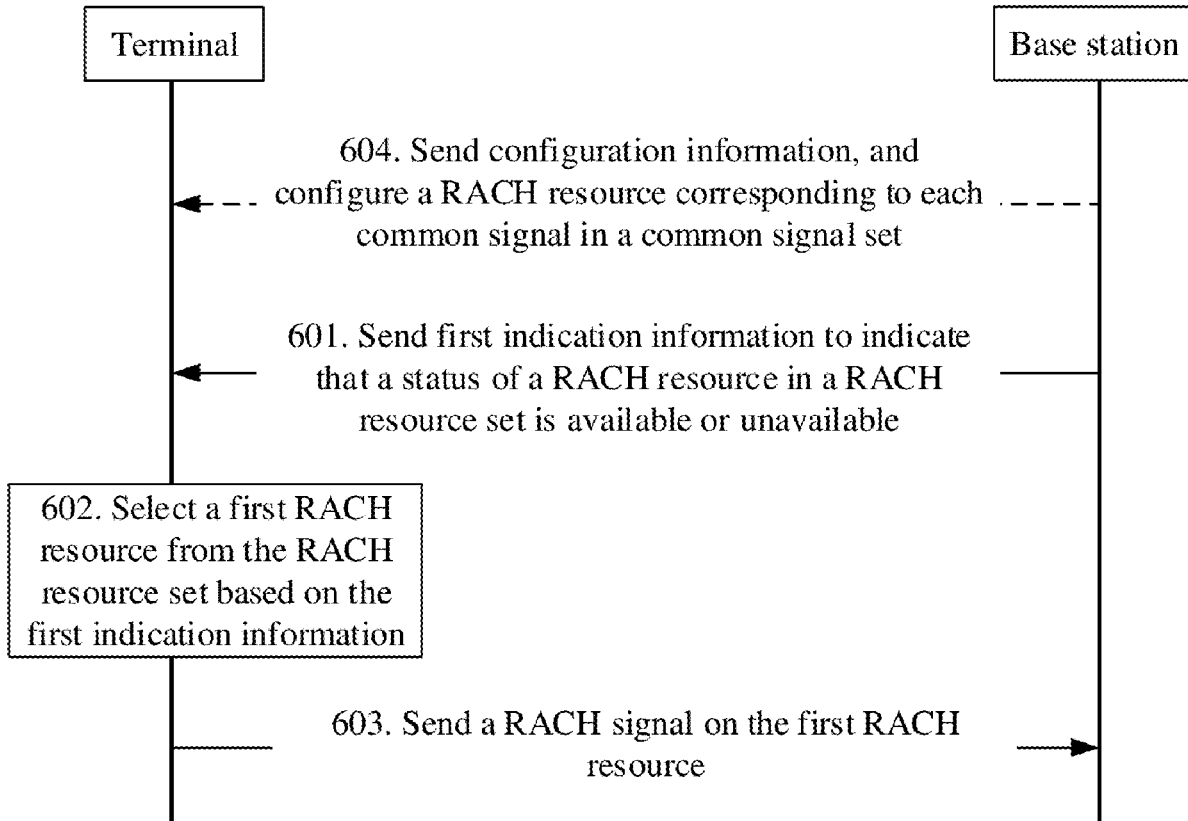 Terminal
Base station
604. Send configuration information, and
configure a RACH resource corresponding to each
common signal in a common signal set
601. Send first indication information to indicate
that a status of a RACH resource in a RACH
resource set is available or unavailable
602. Select a first RACH
resource from the RACH
resource set based on the
first indication information
603. Send a RACH signal on the first RACH
resource